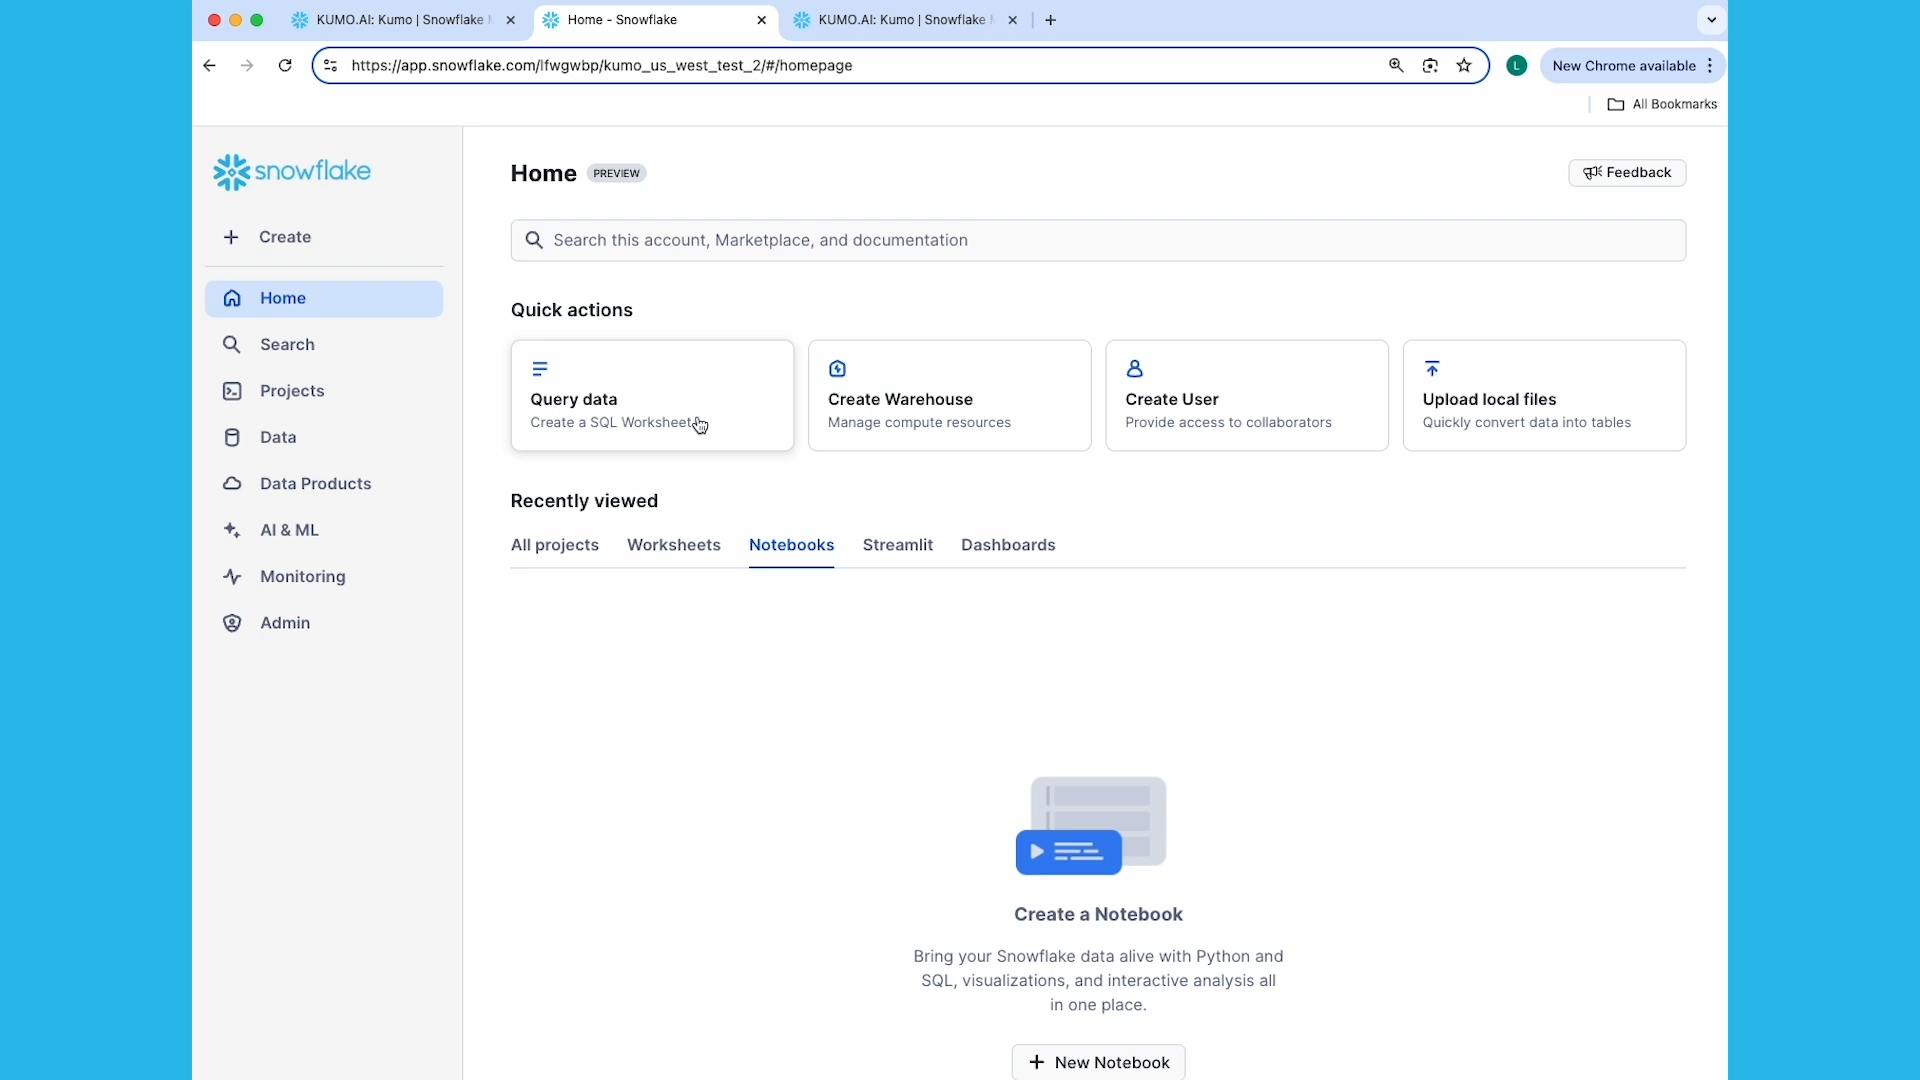 KUMO.AI: Kumo | Snowflake
Home - Snowflake
KUMO.AI: Kumo | Snowflake
https://app.snowflake.com/lfwgwbp/kumo_us_west_test_2/#/homepage
L
New Chrome available
All Bookmarks
snowflake
Create
Home
Search
Projects
Data
Data Products
AI & ML
Monitoring
Admin
Home PREVIEW
Feedback
Search this account, Marketplace, and documentation
Quick actions
Query data
Create a SQL Worksheet
Create Warehouse
Manage compute resources
Create User
Provide access to collaborators
Upload local files
Quickly convert data into tables
Recently viewed
All projects Worksheets Notebooks Streamlit Dashboards
Create a Notebook
Bring your Snowflake data alive with Python and
SQL, visualizations, and interactive analysis all
in one place.
New Notebook